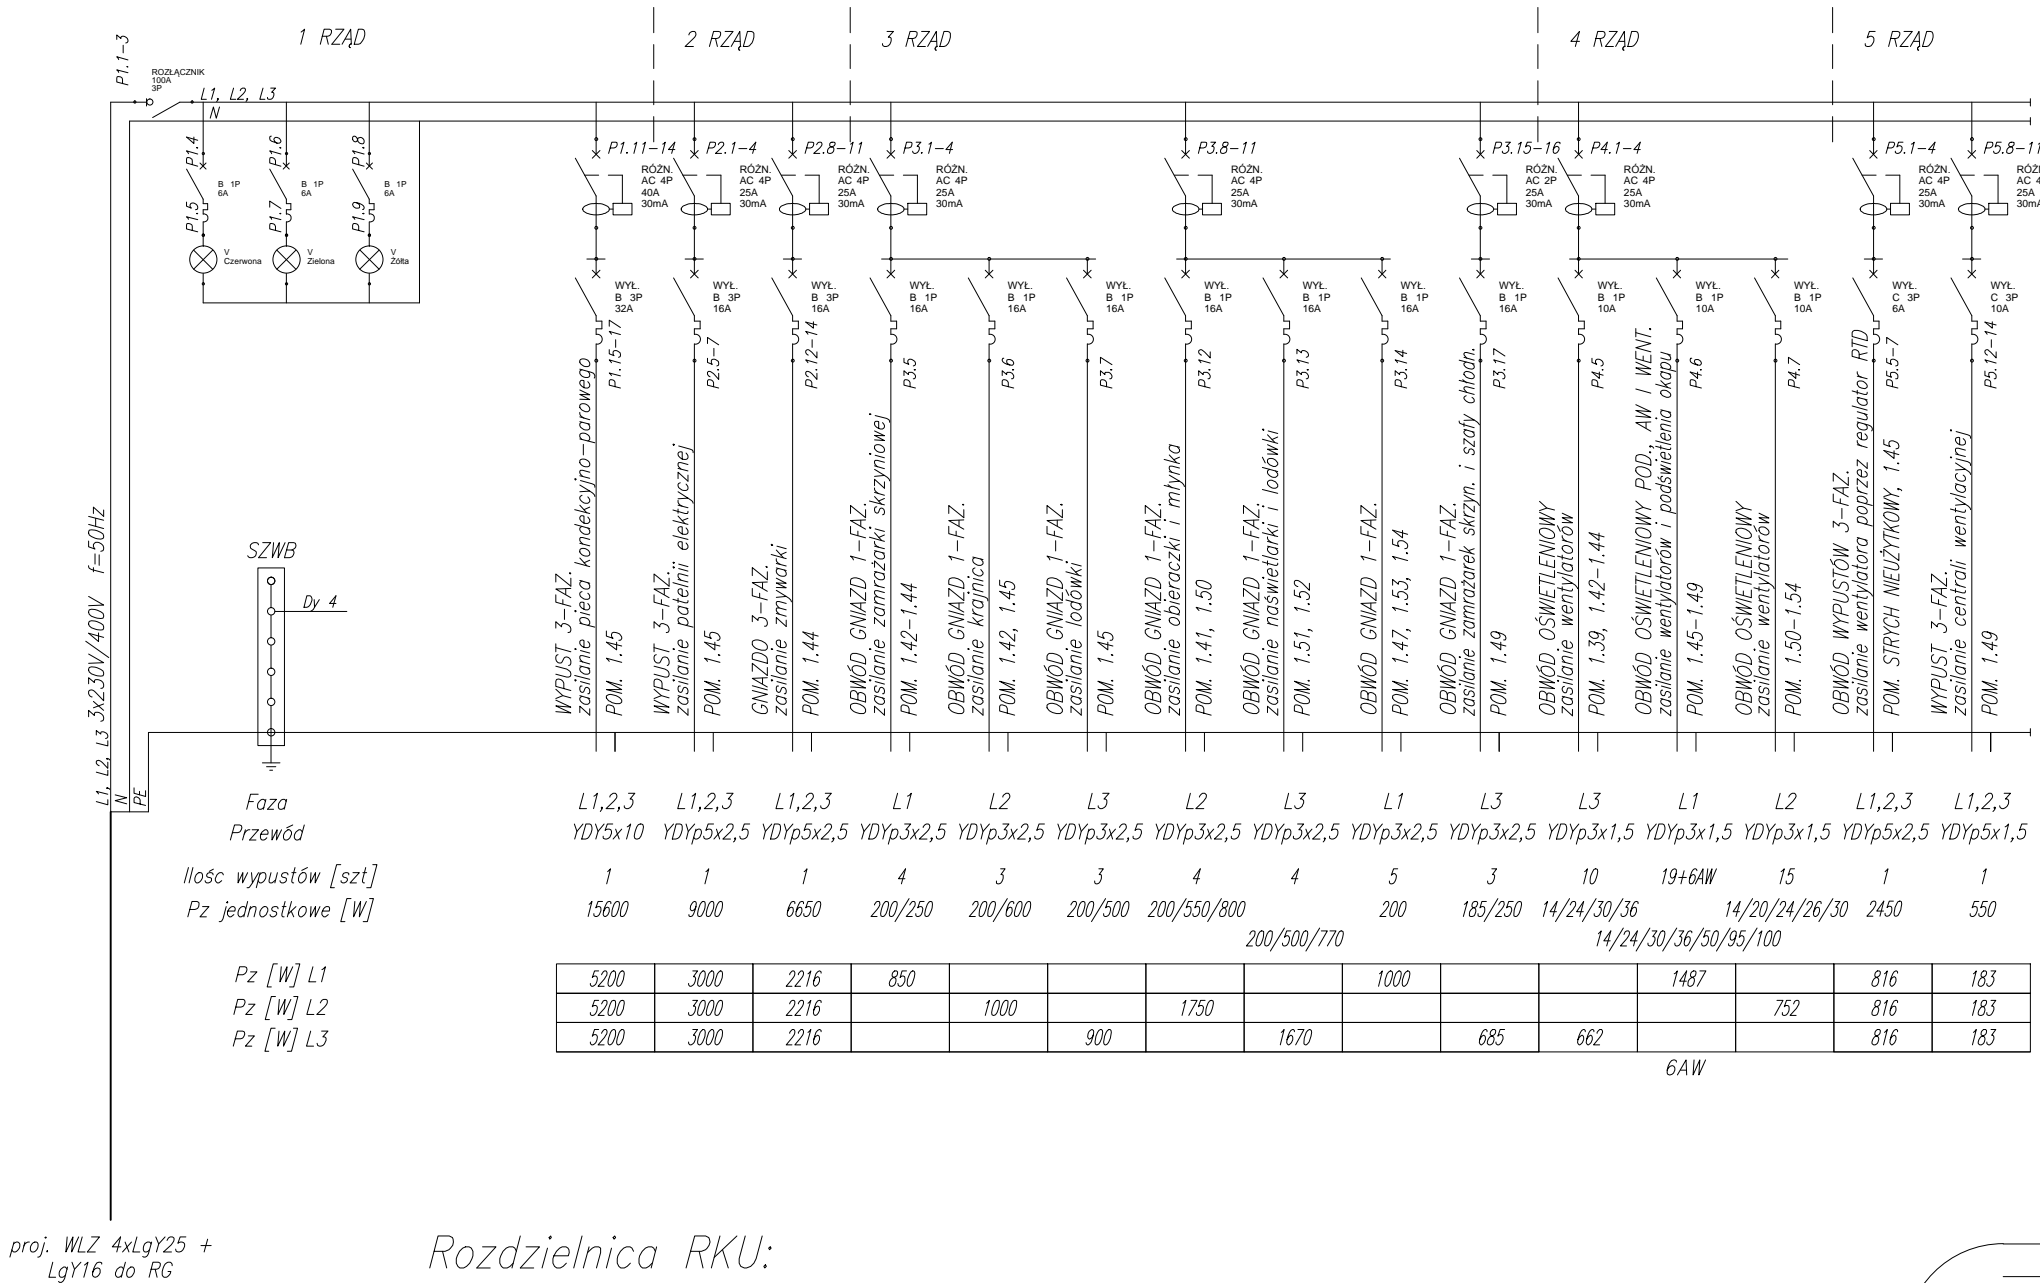 1 RZĄD
2 RZĄD
3 RZĄD
4 RZĄD
5 RZĄD
P1.1-3
ROZŁĄCZNIK
100A
3P
L1, L2, L3
N
P1.4
B 1P
6A
P1.5
V
Czerwona
P1.6
B 1P
6A
P1.7
V
Zielona
P1.8
B 1P
6A
P1.9
V
Żółta
P1.11-14
RÓŻN.
AC 4P
40A
30mA
P2.1-4
RÓŻN.
AC 4P
25A
30mA
P2.8-11
RÓŻN.
AC 4P
25A
30mA
P3.1-4
RÓŻN.
AC 4P
25A
30mA
P3.8-11
RÓŻN.
AC 4P
25A
30mA
P3.15-16
RÓŻN.
AC 2P
25A
30mA
P4.1-4
RÓŻN.
AC 4P
25A
30mA
P5.1-4
RÓŻN.
AC 4P
25A
30mA
P5.8-11
RÓŻN.
AC 4
25A
30mA
WYŁ.
B 3P
32A
P1.15-17
WYŁ.
B 3P
16A
P2.5-7
WYŁ.
B 3P
16A
P2.12-14
WYŁ.
B 1P
16A
P3.5
WYŁ.
B 1P
16A
P3.6
WYŁ.
B 1P
16A
P3.7
WYŁ.
B 1P
16A
P3.12
WYŁ.
B 1P
16A
P3.13
WYŁ.
B 1P
16A
P3.14
WYŁ.
B 1P
16A
P3.17
WYŁ.
B 1P
10A
P4.5
WYŁ.
B 1P
10A
P4.6
WYŁ.
B 1P
10A
P4.7
WYŁ.
C 3P
6A
P5.5-7
WYŁ.
C 3P
10A
P5.12-14
WYPUST 3-FAZ.
zasilanie pieca kondekcyjno-parowego
POM. 1.45
WYPUST 3-FAZ.
zasilanie patelnii elektrycznej
POM. 1.45
GNIAZDO 3-FAZ.
zasilanie zmywarki
POM. 1.44
OBWÓD GNIAZD 1-FAZ.
zasilanie zamrażarki skrzyniowej
POM. 1.42-1.44
OBWÓD GNIAZD 1-FAZ.
zasilanie krajnica
POM. 1.42, 1.45
OBWÓD GNIAZD 1-FAZ.
zasilanie lodówki
POM. 1.45
OBWÓD GNIAZD 1-FAZ.
zasilanie obieraczki i młynka
POM. 1.41, 1.50
OBWÓD GNIAZD 1-FAZ.
zasilanie naświetlarki i lodówki
POM. 1.51, 1.52
OBWÓD GNIAZD 1-FAZ.
POM. 1.47, 1.53, 1.54
OBWÓD GNIAZD 1-FAZ.
zasilanie zamrażarek skrzyn. i szafy chłodn.
POM. 1.49
OBWÓD OŚWIETLENIOWY
zasilanie wentylatorów
POM. 1.39, 1.42-1.44
OBWÓD OŚWIETLENIOWY POD., AW I WENT.
zasilanie wentylatorów i podświetlenia okapu
POM. 1.45-1.49
OBWÓD OŚWIETLENIOWY
zasilanie wentylatorów
POM. 1.50-1.54
OBWÓD WYPUSTÓW 3-FAZ.
zasilanie wentylatora poprzez regulator RTD
POM. STRYCH NIEUŻYTKOWY, 1.45
WYPUST 3-FAZ.
zasilanie centrali wentylacyjnej
POM. 1.49
SZWB
Dy 4
L1, L2, L3 3x230V/400V f=50Hz
N
PE
Faza L1,2,3 L1,2,3 L1,2,3 L1 L2 L3 L2 L3 L1 L3 L3 L1 L2 L1,2,3 L1,2,3
Przewód YDY5x10 YDYp5x2,5 YDYp5x2,5 YDYp3x2,5 YDYp3x2,5 YDYp3x2,5 YDYp3x2,5 YDYp3x2,5 YDYp3x2,5 YDYp3x2,5 YDYp3x1,5 YDYp3x1,5 YDYp3x1,5 YDYp5x2,5 YDYp5x1,5
Ilośc wypustów [szt] 1 1 1 4 3 3 4 4 5 3 10 19+6AW 15 1 1
Pz jednostkowe [W] 15600 9000 6650 200/250 200/600 200/500 200/550/800 200 185/250 14/24/30/36 14/20/24/26/30 2450 550
200/500/770 14/24/30/36/50/95/100
Pz [W] L1 5200 3000 2216 850 1000 1487 816 183
Pz [W] L2 5200 3000 2216 1000 1750 752 816 183
Pz [W] L3 5200 3000 2216 900 1670 685 662 816 183
6AW
proj. WLZ 4xLgY25 +
LgY16 do RG
Rozdzielnica RKU: